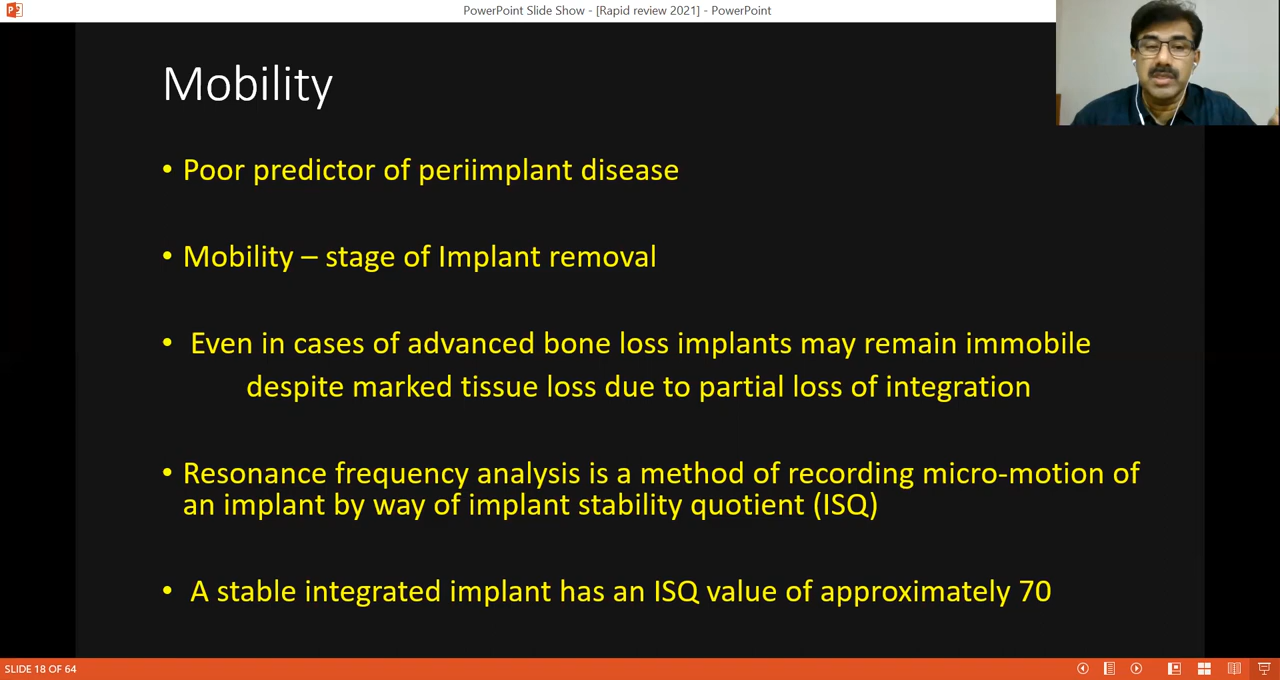 PowerPoint Slide Show - [Rapid review 2021] - PowerPoint
Mobility
• Poor predictor of periimplant disease
• Mobility – stage of Implant removal
• Even in cases of advanced bone loss implants may remain immobile
despite marked tissue loss due to partial loss of integration
• Resonance frequency analysis is a method of recording micro-motion of
an implant by way of implant stability quotient (ISQ)
• A stable integrated implant has an ISQ value of approximately 70
SLIDE 18 OF 64